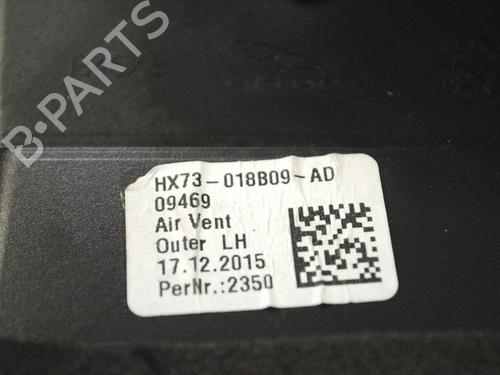 B-PARTS
HX73-018B09-AD
09469
Air Vent
Outer LH
17.12.2015
PerNr.:2350